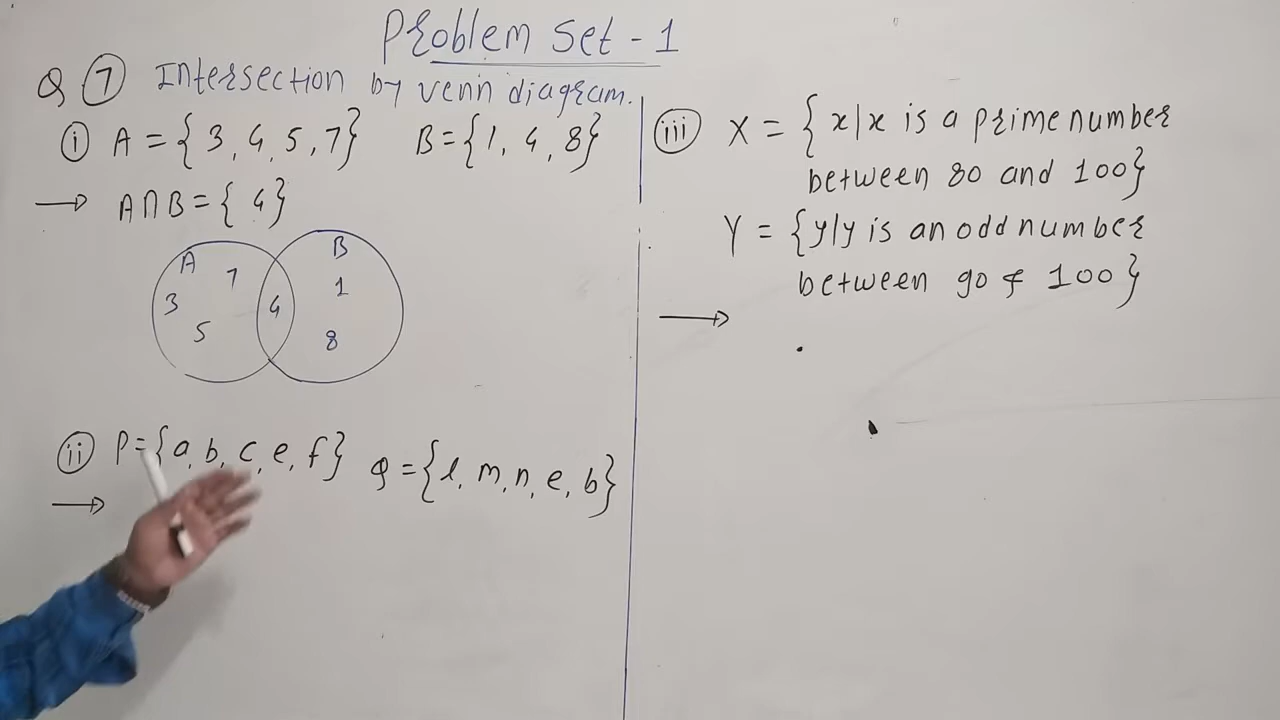 Problem Set - 1
Q 7 Intersection by venn diagram.
i A = {3, 4, 5, 7} B = {1, 4, 8}
→ A∩B = {4}
A B
7 1
3 4
5 8
ii P = {a, b, c, e, f} Q = {l, m, n, e, b}
→
iii X = {x|x is a prime number
between 80 and 100}
Y = {y|y is an odd number
between 90 & 100}
→